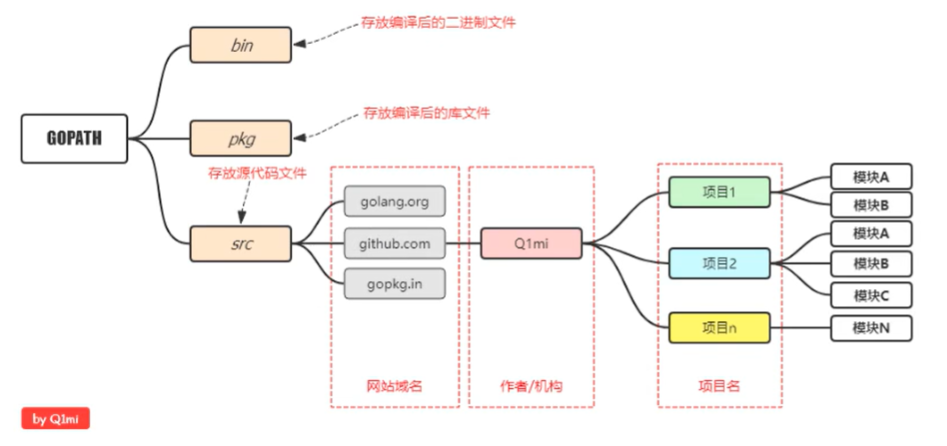 存放编译后的二进制文件
bin
GOPATH
存放编译后的库文件
pkg
存放源代码文件
src
golang.org
github.com
gopkg.in
网站域名
Q1mi
作者/机构
项目1
项目2
项目n
项目名
模块A
模块B
模块A
模块B
模块C
模块N
by Q1mi